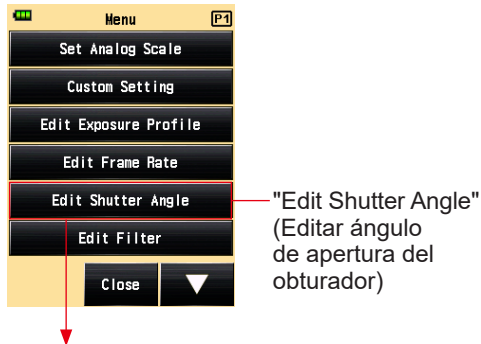 Menu P1
Set Analog Scale
Custom Setting
Edit Exposure Profile
Edit Frame Rate
Edit Shutter Angle
Edit Filter
Close
"Edit Shutter Angle"
(Editar ángulo
de apertura del
obturador)